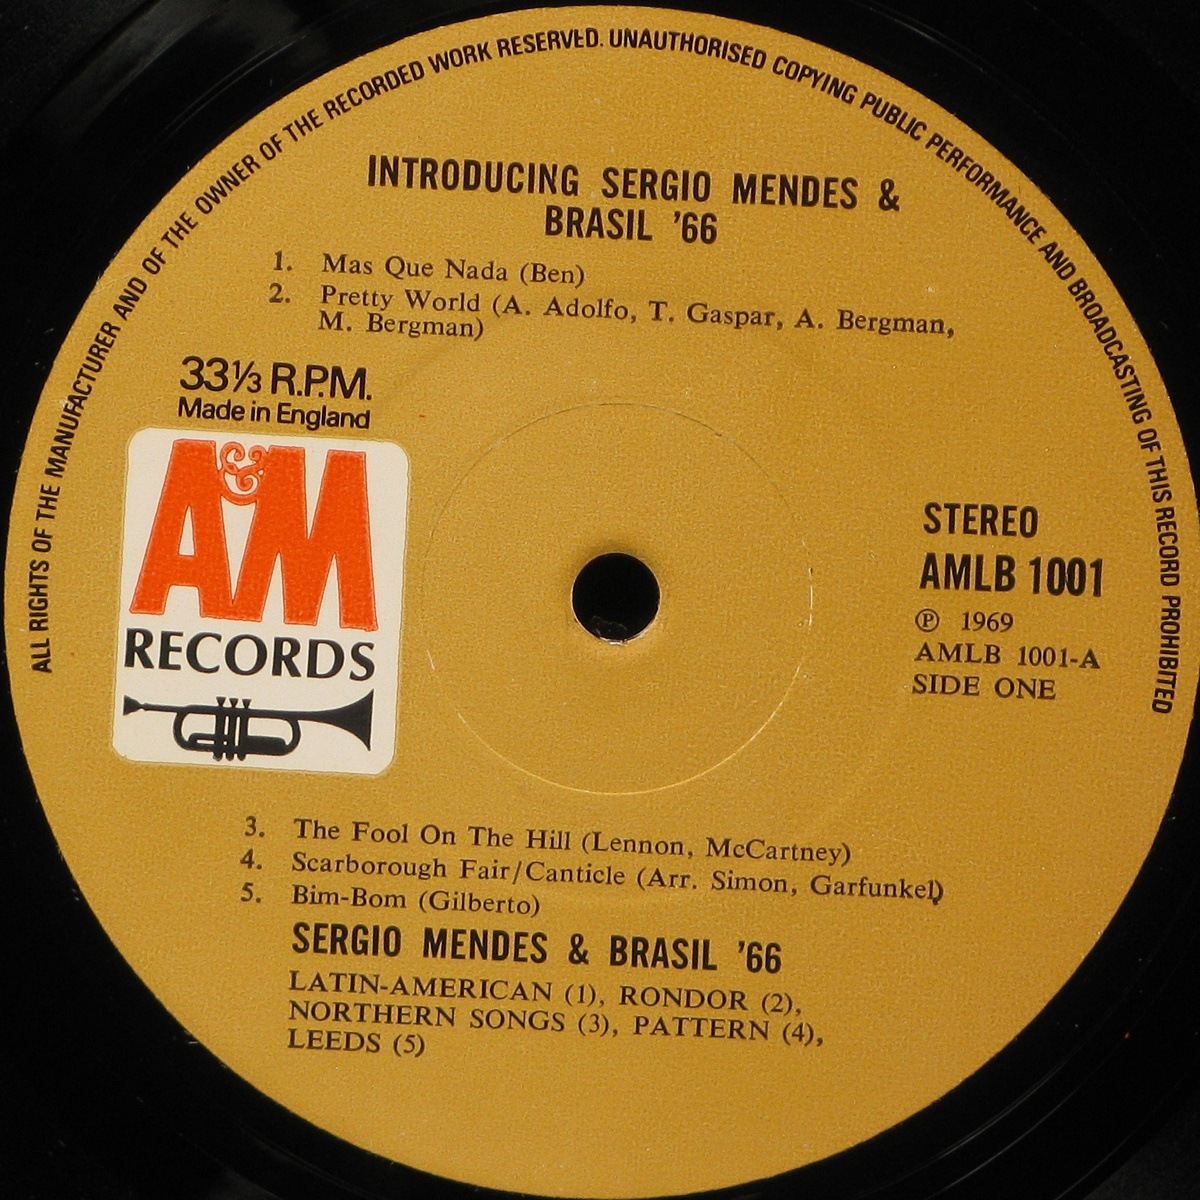 ALL RIGHTS OF THE MANUFACTURER AND OF THE OWNER OF THE RECORDED WORK RESERVED. UNAUTHORISED COPYING PUBLIC PERFORMANCE AND BROADCASTING OF THIS RECORD PROHIBITED
INTRODUCING SERGIO MENDES &
BRASIL '66
1. Mas Que Nada (Ben)
2. Pretty World (A. Adolfo, T. Gaspar, A. Bergman,
M. Bergman)
33⅓ R.P.M.
Made in England
A&M
RECORDS
STEREO
AMLB 1001
Ⓟ 1969
AMLB 1001-A
SIDE ONE
3. The Fool On The Hill (Lennon, McCartney)
4. Scarborough Fair/Canticle (Arr. Simon, Garfunkel)
5. Bim-Bom (Gilberto)
SERGIO MENDES & BRASIL '66
LATIN-AMERICAN (1), RONDOR (2),
NORTHERN SONGS (3), PATTERN (4),
LEEDS (5)